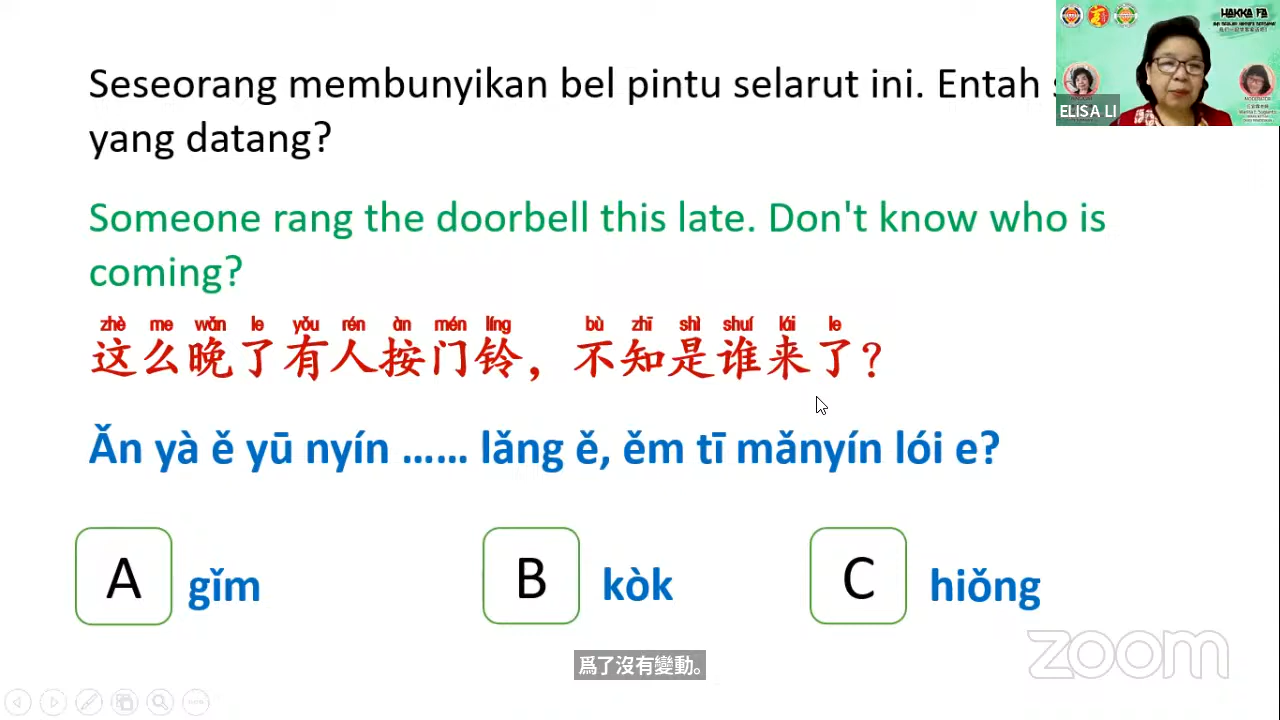 Seseorang membunyikan bel pintu selarut ini. Entah s
yang datang?
HAKKA FA
ELISA LI
MODERATOR
Someone rang the doorbell this late. Don't know who is
coming?
zhè me wǎn le yǒu rén àn mén líng bù zhī shì shuí lái le
这么晚了有人按门铃，不知是谁来了？
Ǎn yà ě yū nyín …… lǎng ě, ěm tī mǎnyín lói e?
A gǐm
B kòk
C hiǒng
zoom
爲了沒有變動。